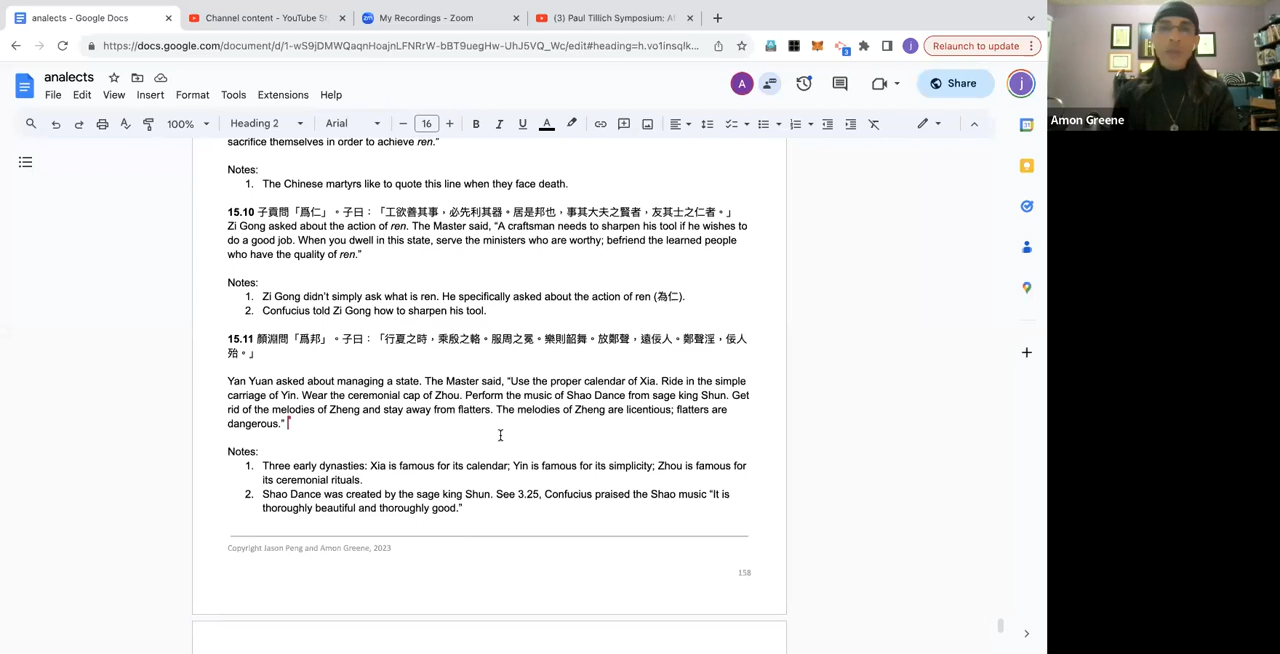 analects - Google Docs
Channel content - YouTube St
My Recordings - Zoom
(3) Paul Tillich Symposium: Al
https://docs.google.com/document/d/1-wS9jDMWQaqnHoajnLFNRrW-bBT9uegHw-UhJ5VQ_Wc/edit#heading=h.vo1insqlk...
Relaunch to update
analects
File Edit View Insert Format Tools Extensions Help
A
Share
j
100% Heading 2 Arial 16
Amon Greene
sacrifice themselves in order to achieve ren."
Notes:
1. The Chinese martyrs like to quote this line when they face death.
15.10 子貢問「爲仁」。子曰：「工欲善其事，必先利其器。居是邦也，事其大夫之賢者，友其士之仁者。」
Zi Gong asked about the action of ren. The Master said, “A craftsman needs to sharpen his tool if he wishes to
do a good job. When you dwell in this state, serve the ministers who are worthy; befriend the learned people
who have the quality of ren.”
Notes:
1. Zi Gong didn’t simply ask what is ren. He specifically asked about the action of ren (為仁).
2. Confucius told Zi Gong how to sharpen his tool.
15.11 顏淵問「爲邦」。子曰：「行夏之時，乘殷之輅。服周之冕。樂則韶舞。放鄭聲，遠佞人。鄭聲淫，佞人
殆。」
Yan Yuan asked about managing a state. The Master said, “Use the proper calendar of Xia. Ride in the simple
carriage of Yin. Wear the ceremonial cap of Zhou. Perform the music of Shao Dance from sage king Shun. Get
rid of the melodies of Zheng and stay away from flatters. The melodies of Zheng are licentious; flatters are
dangerous.”
Notes:
1. Three early dynasties: Xia is famous for its calendar; Yin is famous for its simplicity; Zhou is famous for
its ceremonial rituals.
2. Shao Dance was created by the sage king Shun. See 3.25, Confucius praised the Shao music “It is
thoroughly beautiful and thoroughly good.”
Copyright Jason Peng and Amon Greene, 2023
158